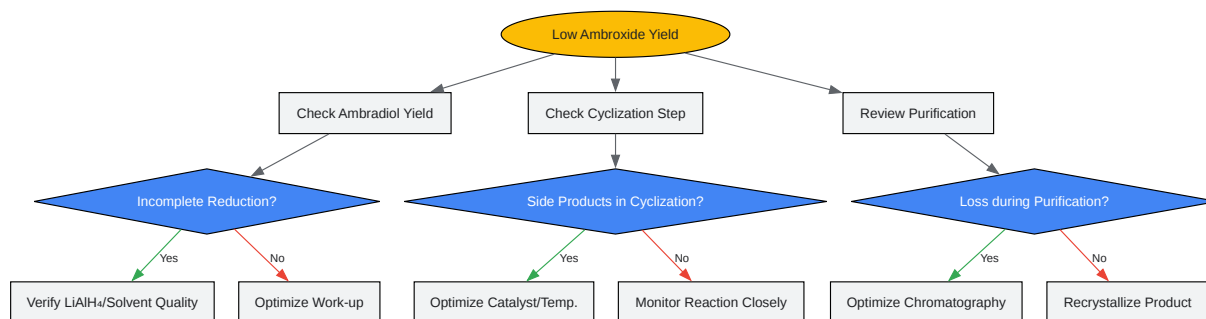 Low Ambroxide Yield
Check Ambradiol Yield
Check Cyclization Step
Review Purification
Incomplete Reduction?
Side Products in Cyclization?
Loss during Purification?
Yes
No
Yes
No
Yes
No
Verify LiAlH₄/Solvent Quality
Optimize Work-up
Optimize Catalyst/Temp.
Monitor Reaction Closely
Optimize Chromatography
Recrystallize Product